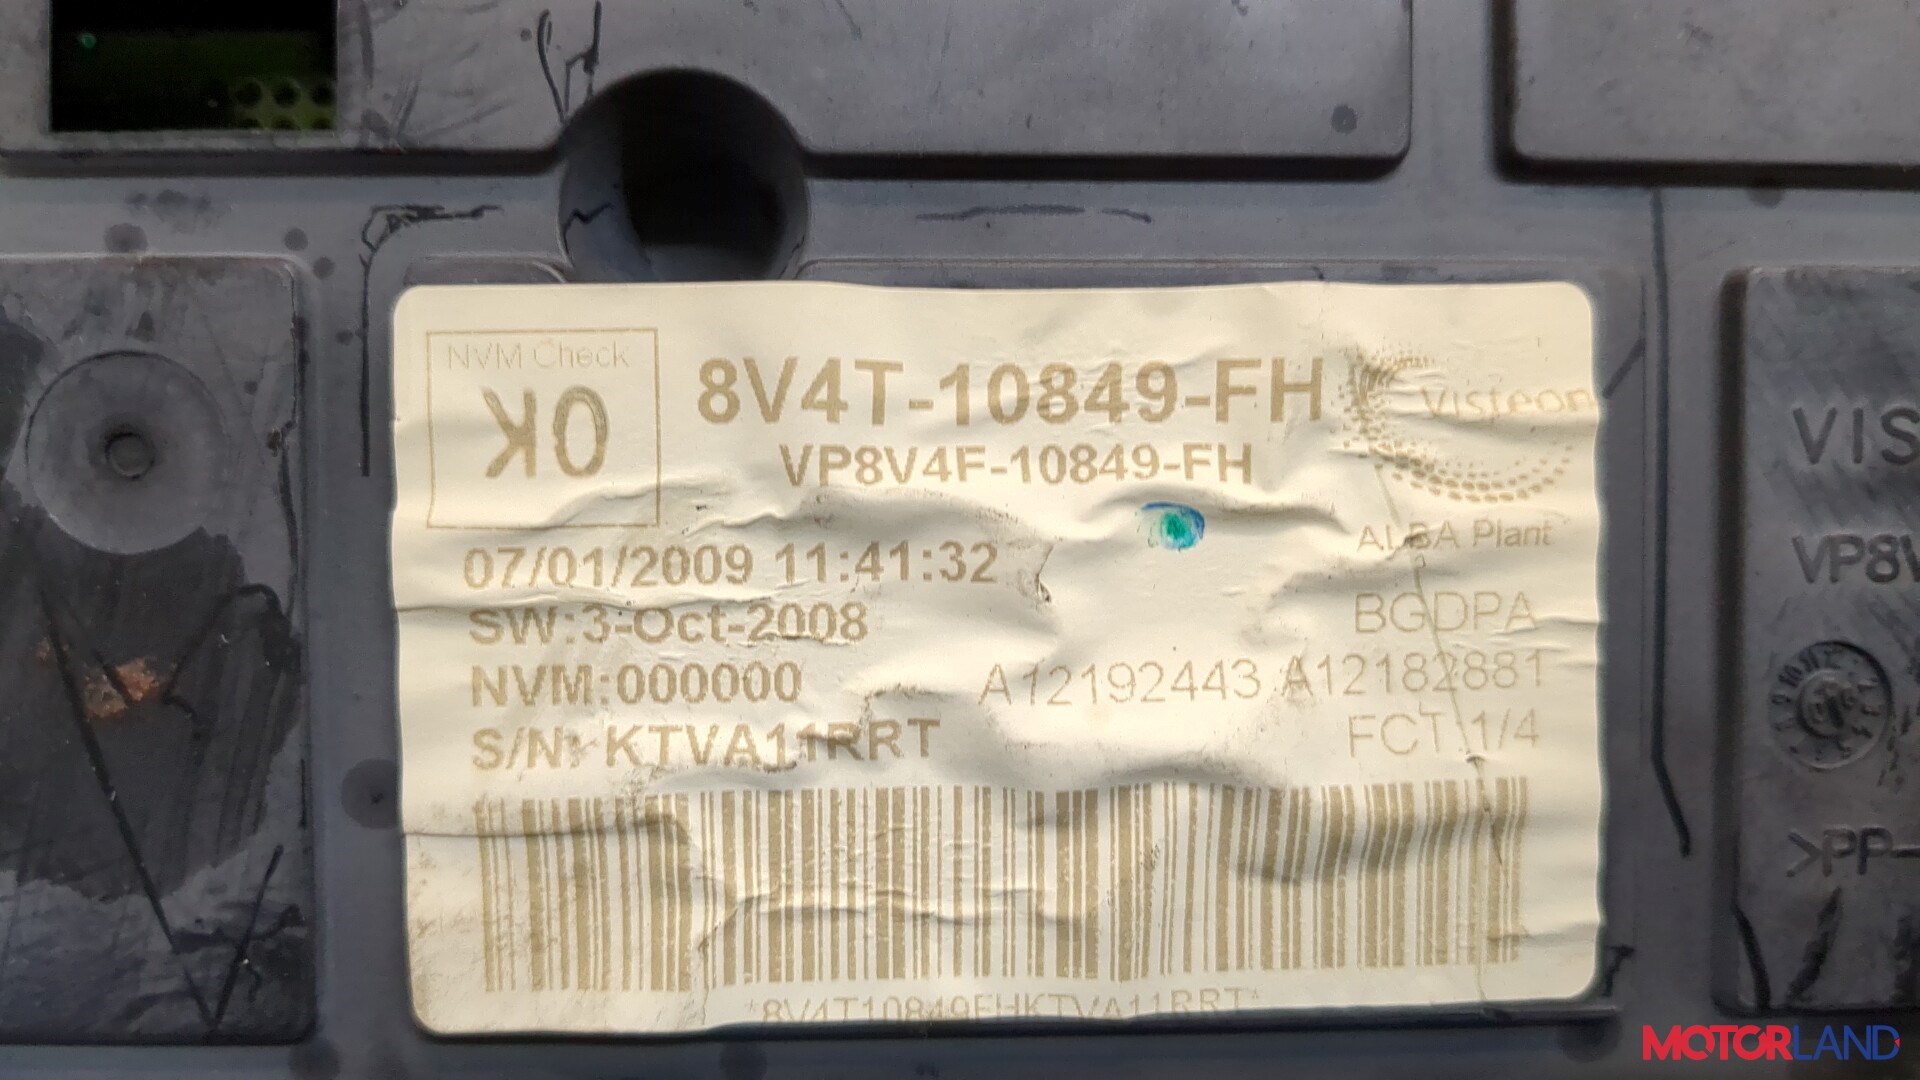 NVM Check
OK
8V4T-10849-FH
VP8V4F-10849-FH
Visteon
ALBA Plant
07/01/2009 11:41:32
BGDPA
SW:3-Oct-2008
NVM:000000
A12192443 A12182881
S/N: KTVA11RRT
FCT 1/4
*8V4T10849FHKTVA11RRT*
VIS
VP8V
>PP-
MOTORLAND